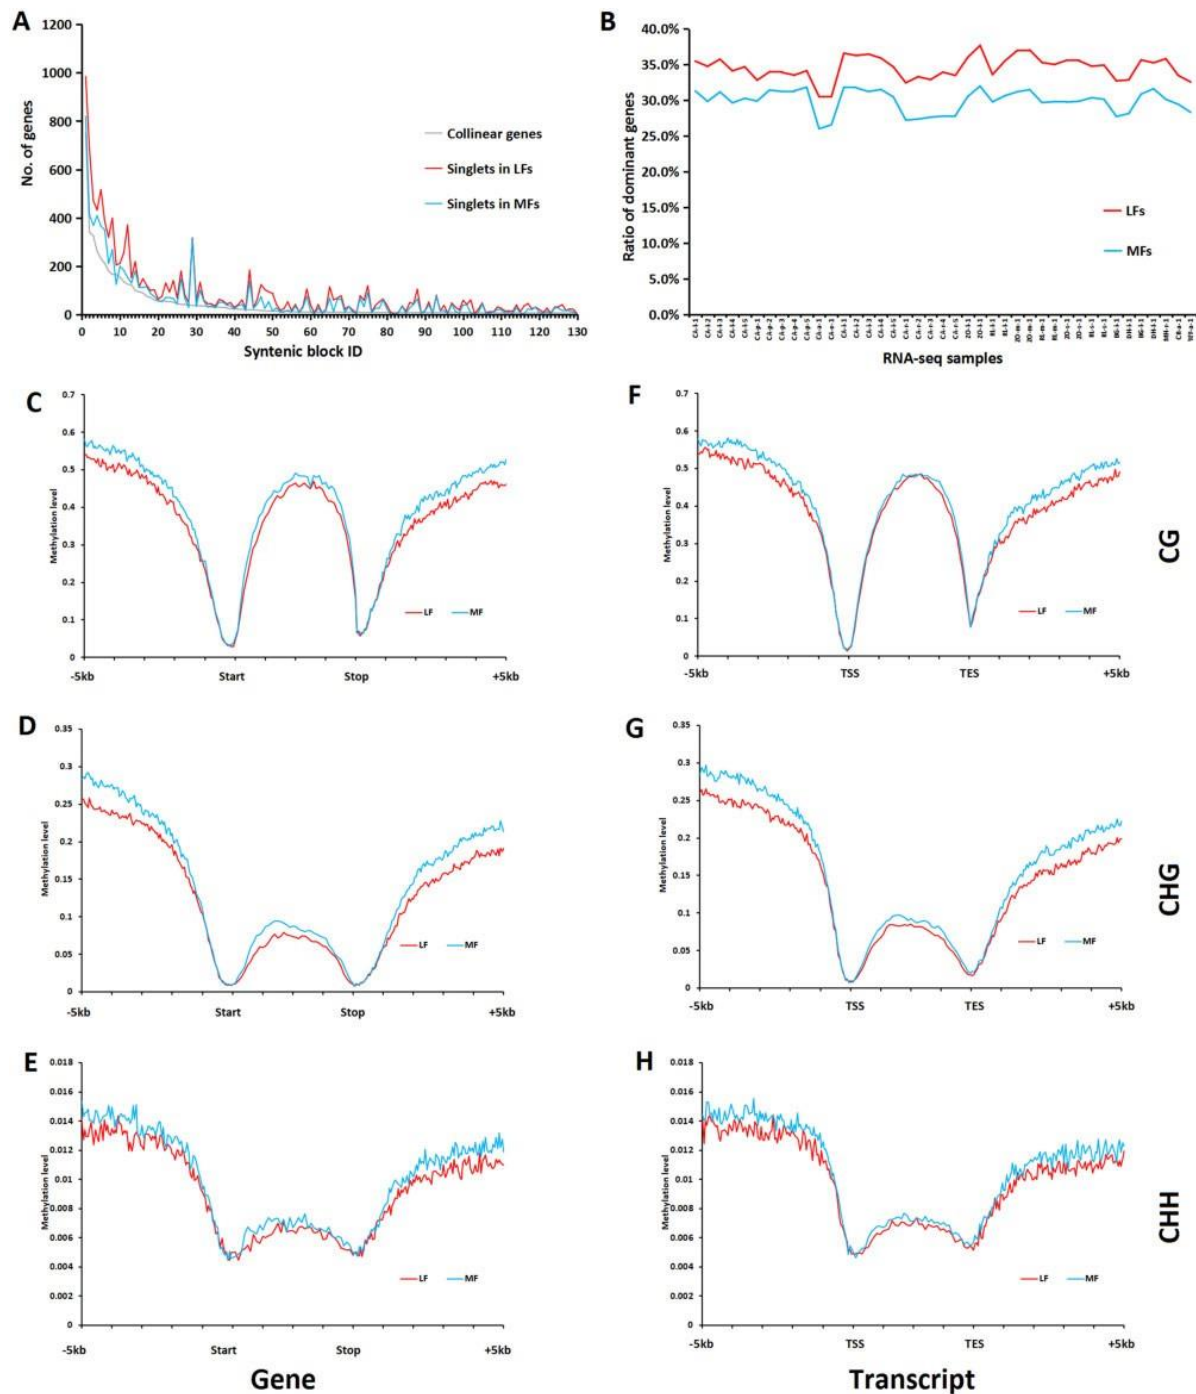 A
1200
1000
800
600
400
200
0
No. of genes
Collinear genes
Singlets in LFs
Singlets in MFs
0 10 20 30 40 50 60 70 80 90 100 110 120 130
Syntenic block ID
B
40.0%
35.0%
30.0%
25.0%
20.0%
15.0%
10.0%
5.0%
0.0%
Ratio of dominant genes
LFs
MFs
RNA-seq samples
C
0.7
0.6
0.5
0.4
0.3
0.2
0.1
0
Methylation level
LF MF
-5kb Start Stop +5kb
F
0.7
0.6
0.5
0.4
0.3
0.2
0.1
0
Methylation level
LF MF
-5kb TSS TES +5kb
CG
D
0.35
0.3
0.25
0.2
0.15
0.1
0.05
0
Methylation level
LF MF
-5kb Start Stop +5kb
G
0.35
0.3
0.25
0.2
0.15
0.1
0.05
0
Methylation level
LF MF
-5kb TSS TES +5kb
CHG
E
0.018
0.016
0.014
0.012
0.01
0.008
0.006
0.004
0.002
0
Methylation level
LF MF
-5kb Start Stop +5kb
H
0.018
0.016
0.014
0.012
0.01
0.008
0.006
0.004
0.002
0
Methylation level
LF MF
-5kb TSS TES +5kb
CHH
Gene
Transcript